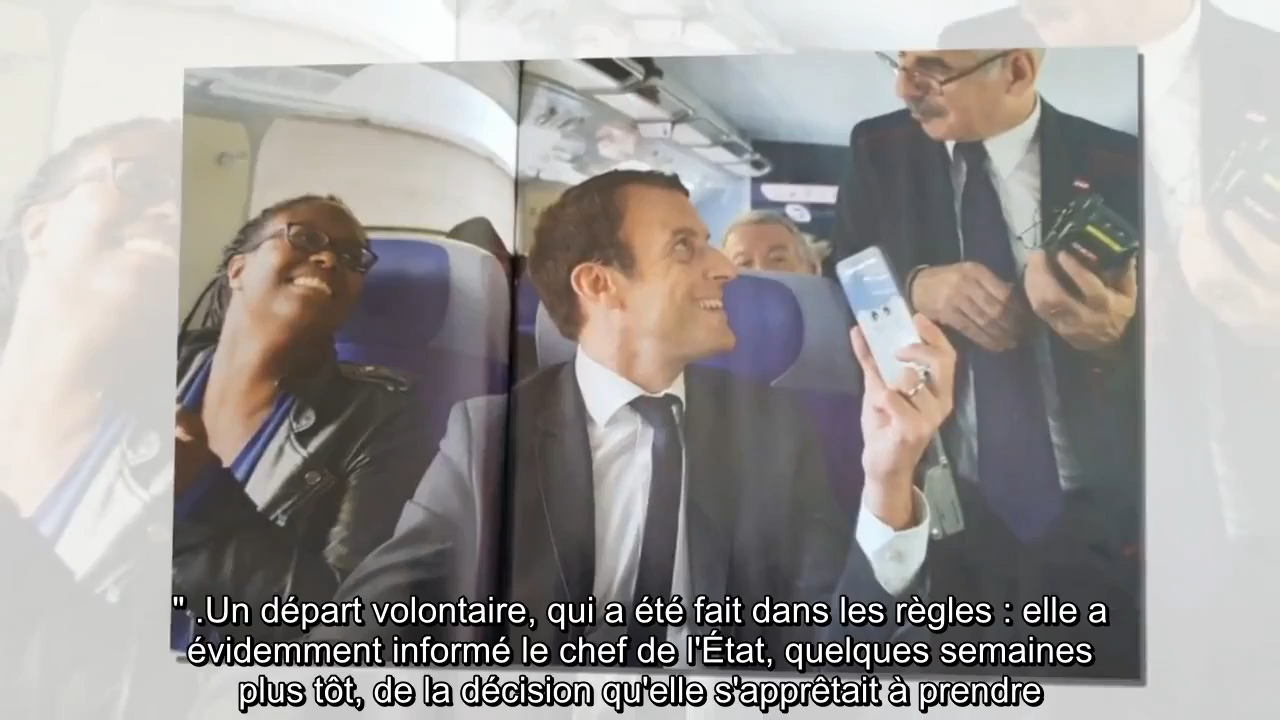 " .Un départ volontaire, qui a été fait dans les règles : elle a
évidemment informé le chef de l'État, quelques semaines
plus tôt, de la décision qu'elle s'apprêtait à prendre